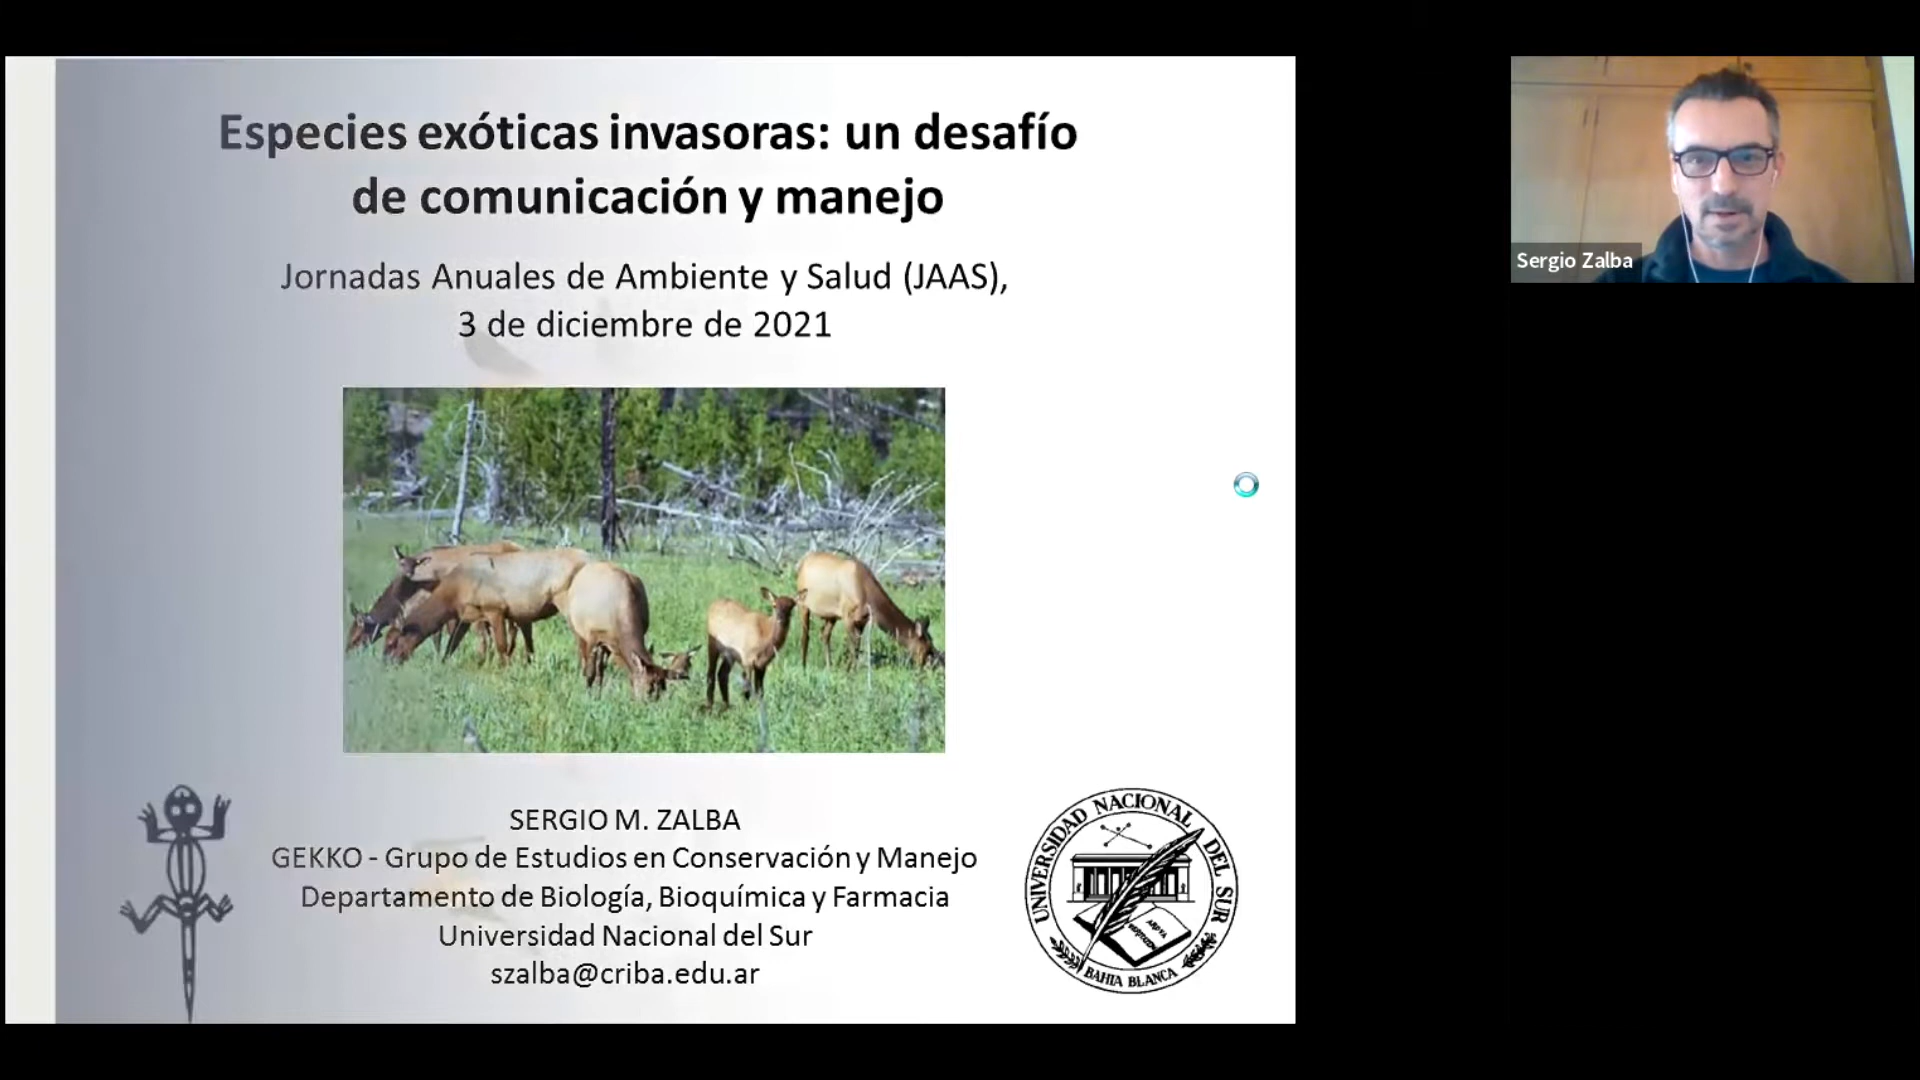 Especies exóticas invasoras: un desafío
de comunicación y manejo
Jornadas Anuales de Ambiente y Salud (JAAS),
3 de diciembre de 2021
SERGIO M. ZALBA
GEKKO - Grupo de Estudios en Conservación y Manejo
Departamento de Biología, Bioquímica y Farmacia
Universidad Nacional del Sur
szalba@criba.edu.ar
UNIVERSIDAD NACIONAL DEL SUR
BAHIA BLANCA
Sergio Zalba